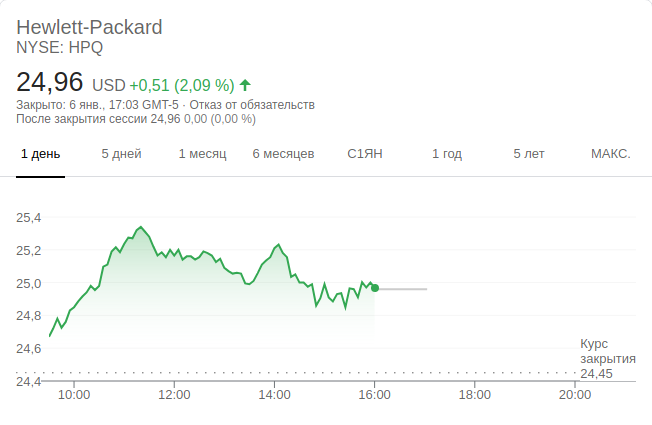 Hewlett-Packard
NYSE: HPQ
24,96 USD +0,51 (2,09 %)
Закрыто: 6 янв., 17:03 GMT-5 · Отказ от обязательств
После закрытия сессии 24,96 0,00 (0,00 %)
1 день 5 дней 1 месяц 6 месяцев С1ЯН 1 год 5 лет МАКС.
25,4
25,2
25,0
24,8
24,6
24,4
Курс
закрытия
24,45
10:00 12:00 14:00 16:00 18:00 20:00